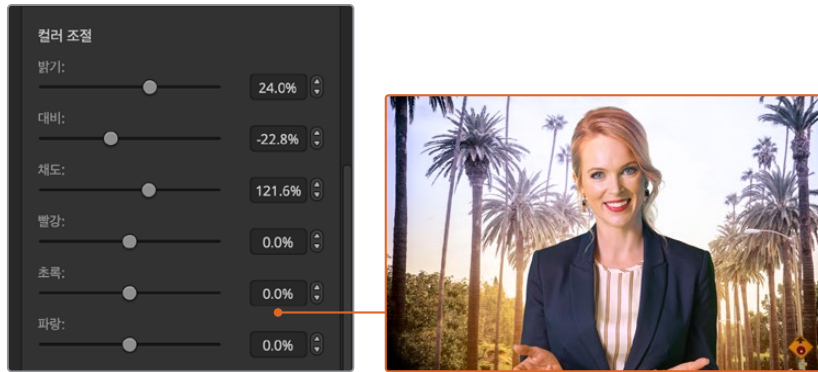 컬러 조절
밝기:
24.0%
대비:
-22.8%
채도:
121.6%
빨강:
0.0%
초록:
0.0%
파랑:
0.0%